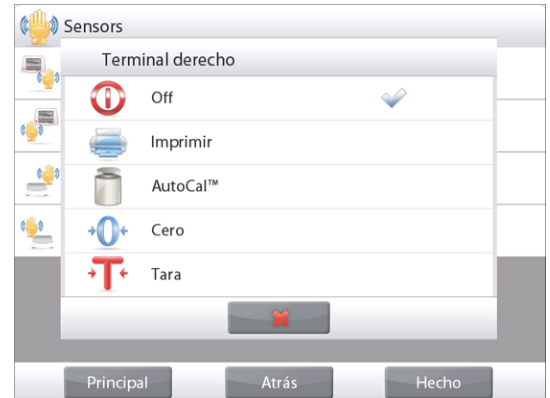 Sensors
Terminal derecho
Off
Imprimir
AutoCal™
Cero
Tara
Principal Atrás Hecho